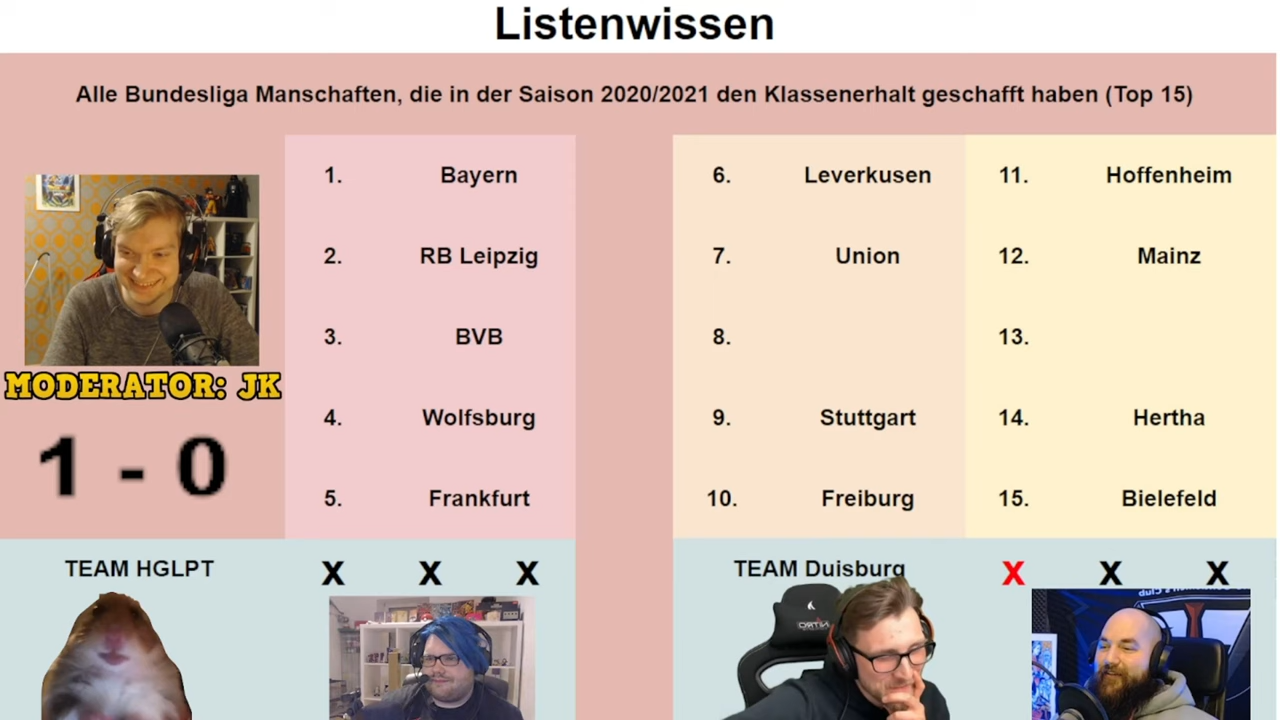 Listenwissen
Alle Bundesliga Manschaften, die in der Saison 2020/2021 den Klassenerhalt geschafft haben (Top 15)
1. Bayern
2. RB Leipzig
3. BVB
4. Wolfsburg
5. Frankfurt
6. Leverkusen
7. Union
8.
9. Stuttgart
10. Freiburg
11. Hoffenheim
12. Mainz
13.
14. Hertha
15. Bielefeld
MODERATOR: JK
1 - 0
TEAM HGLPT X X X
TEAM Duisburg X X X